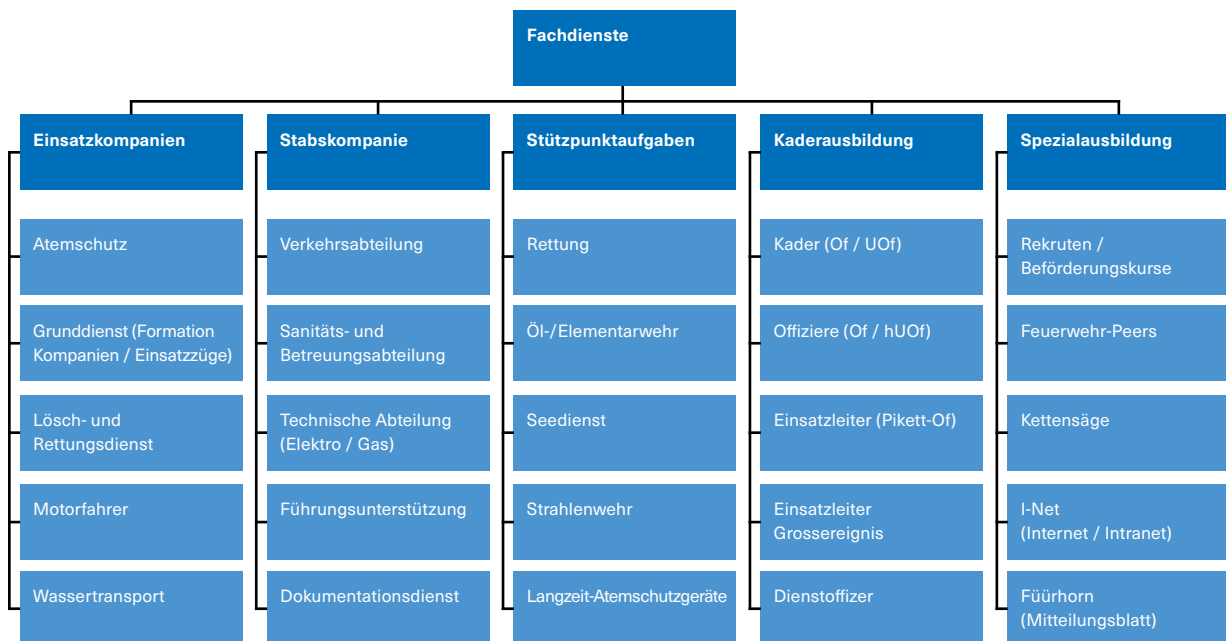 Fachdienste
Einsatzkompanien
Atemschutz
Grunddienst (Formation
Kompanien / Einsatzzüge)
Lösch- und
Rettungsdienst
Motorfahrer
Wassertransport
Stabskompanie
Verkehrsabteilung
Sanitäts- und
Betreuungsabteilung
Technische Abteilung
(Elektro / Gas)
Führungsunterstützung
Dokumentationsdienst
Stützpunktaufgaben
Rettung
Öl-/Elementarwehr
Seedienst
Strahlenwehr
Langzeit-Atemschutzgeräte
Kaderausbildung
Kader (Of / UOf)
Offiziere (Of / hUOf)
Einsatzleiter (Pikett-Of)
Einsatzleiter
Grossereignis
Dienstoffizer
Spezialausbildung
Rekruten /
Beförderungskurse
Feuerwehr-Peers
Kettensäge
I-Net
(Internet / Intranet)
Füürhorn
(Mitteilungsblatt)